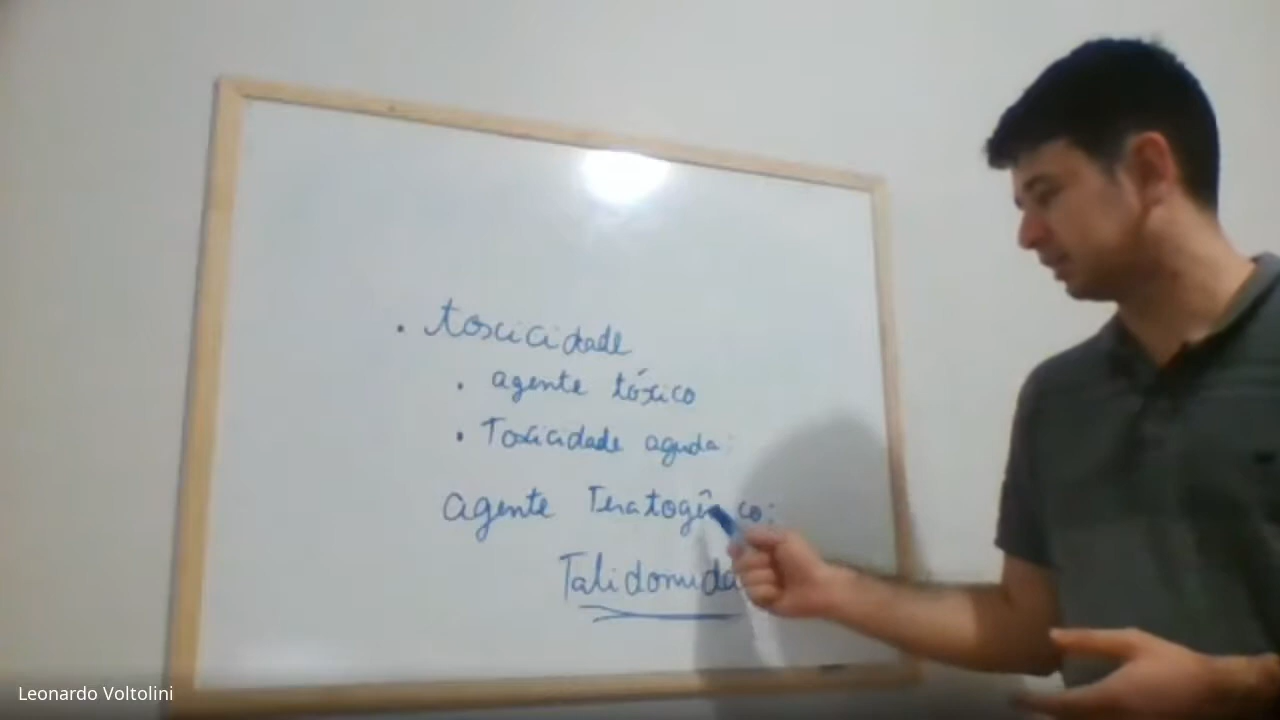 . toxicidade
. agente tóxico
. Toxicidade aguda:
agente Teratogênico:
Talidomida
Leonardo Voltolini